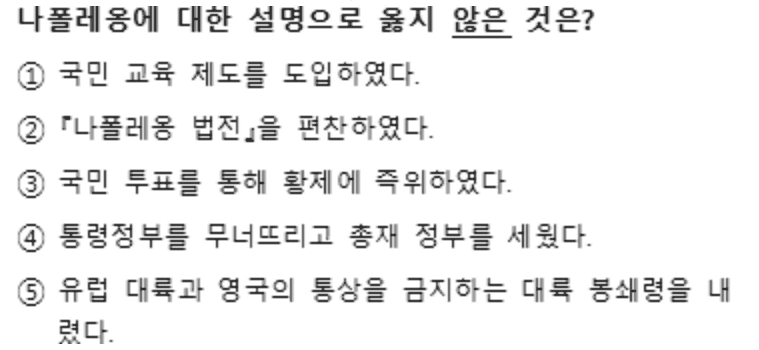 나폴레옹에 대한 설명으로 옳지 않은 것은?
① 국민 교육 제도를 도입하였다.
② 『나폴레옹 법전』을 편찬하였다.
③ 국민 투표를 통해 황제에 즉위하였다.
④ 통령정부를 무너뜨리고 총재 정부를 세웠다.
⑤ 유럽 대륙과 영국의 통상을 금지하는 대륙 봉쇄령을 내
렸다.